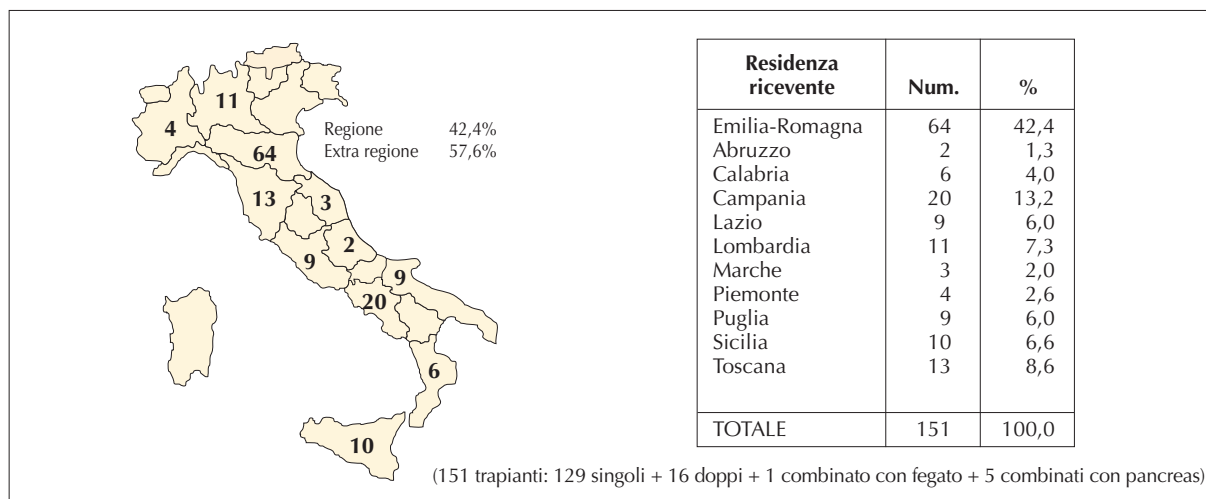 11
4
Regione 42,4%
Extra regione 57,6%
64
13
3
2
9
9
20
6
10
Residenza ricevente Num. %
Emilia-Romagna 64 42,4
Abruzzo 2 1,3
Calabria 6 4,0
Campania 20 13,2
Lazio 9 6,0
Lombardia 11 7,3
Marche 3 2,0
Piemonte 4 2,6
Puglia 9 6,0
Sicilia 10 6,6
Toscana 13 8,6
TOTALE 151 100,0
(151 trapianti: 129 singoli + 16 doppi + 1 combinato con fegato + 5 combinati con pancreas)